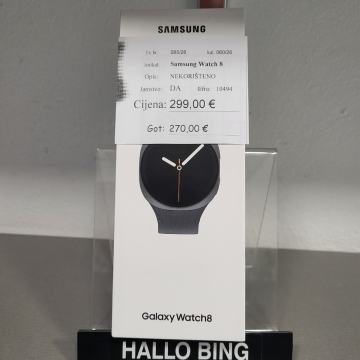 SAMSUNG
Samsung Watch 8
Opis: NEKORIŠTENO
Jamstvo: DA Šifra: 10494
Cijena: 299,00 €
Got: 270,00 €
Galaxy Watch8
HALLO BING